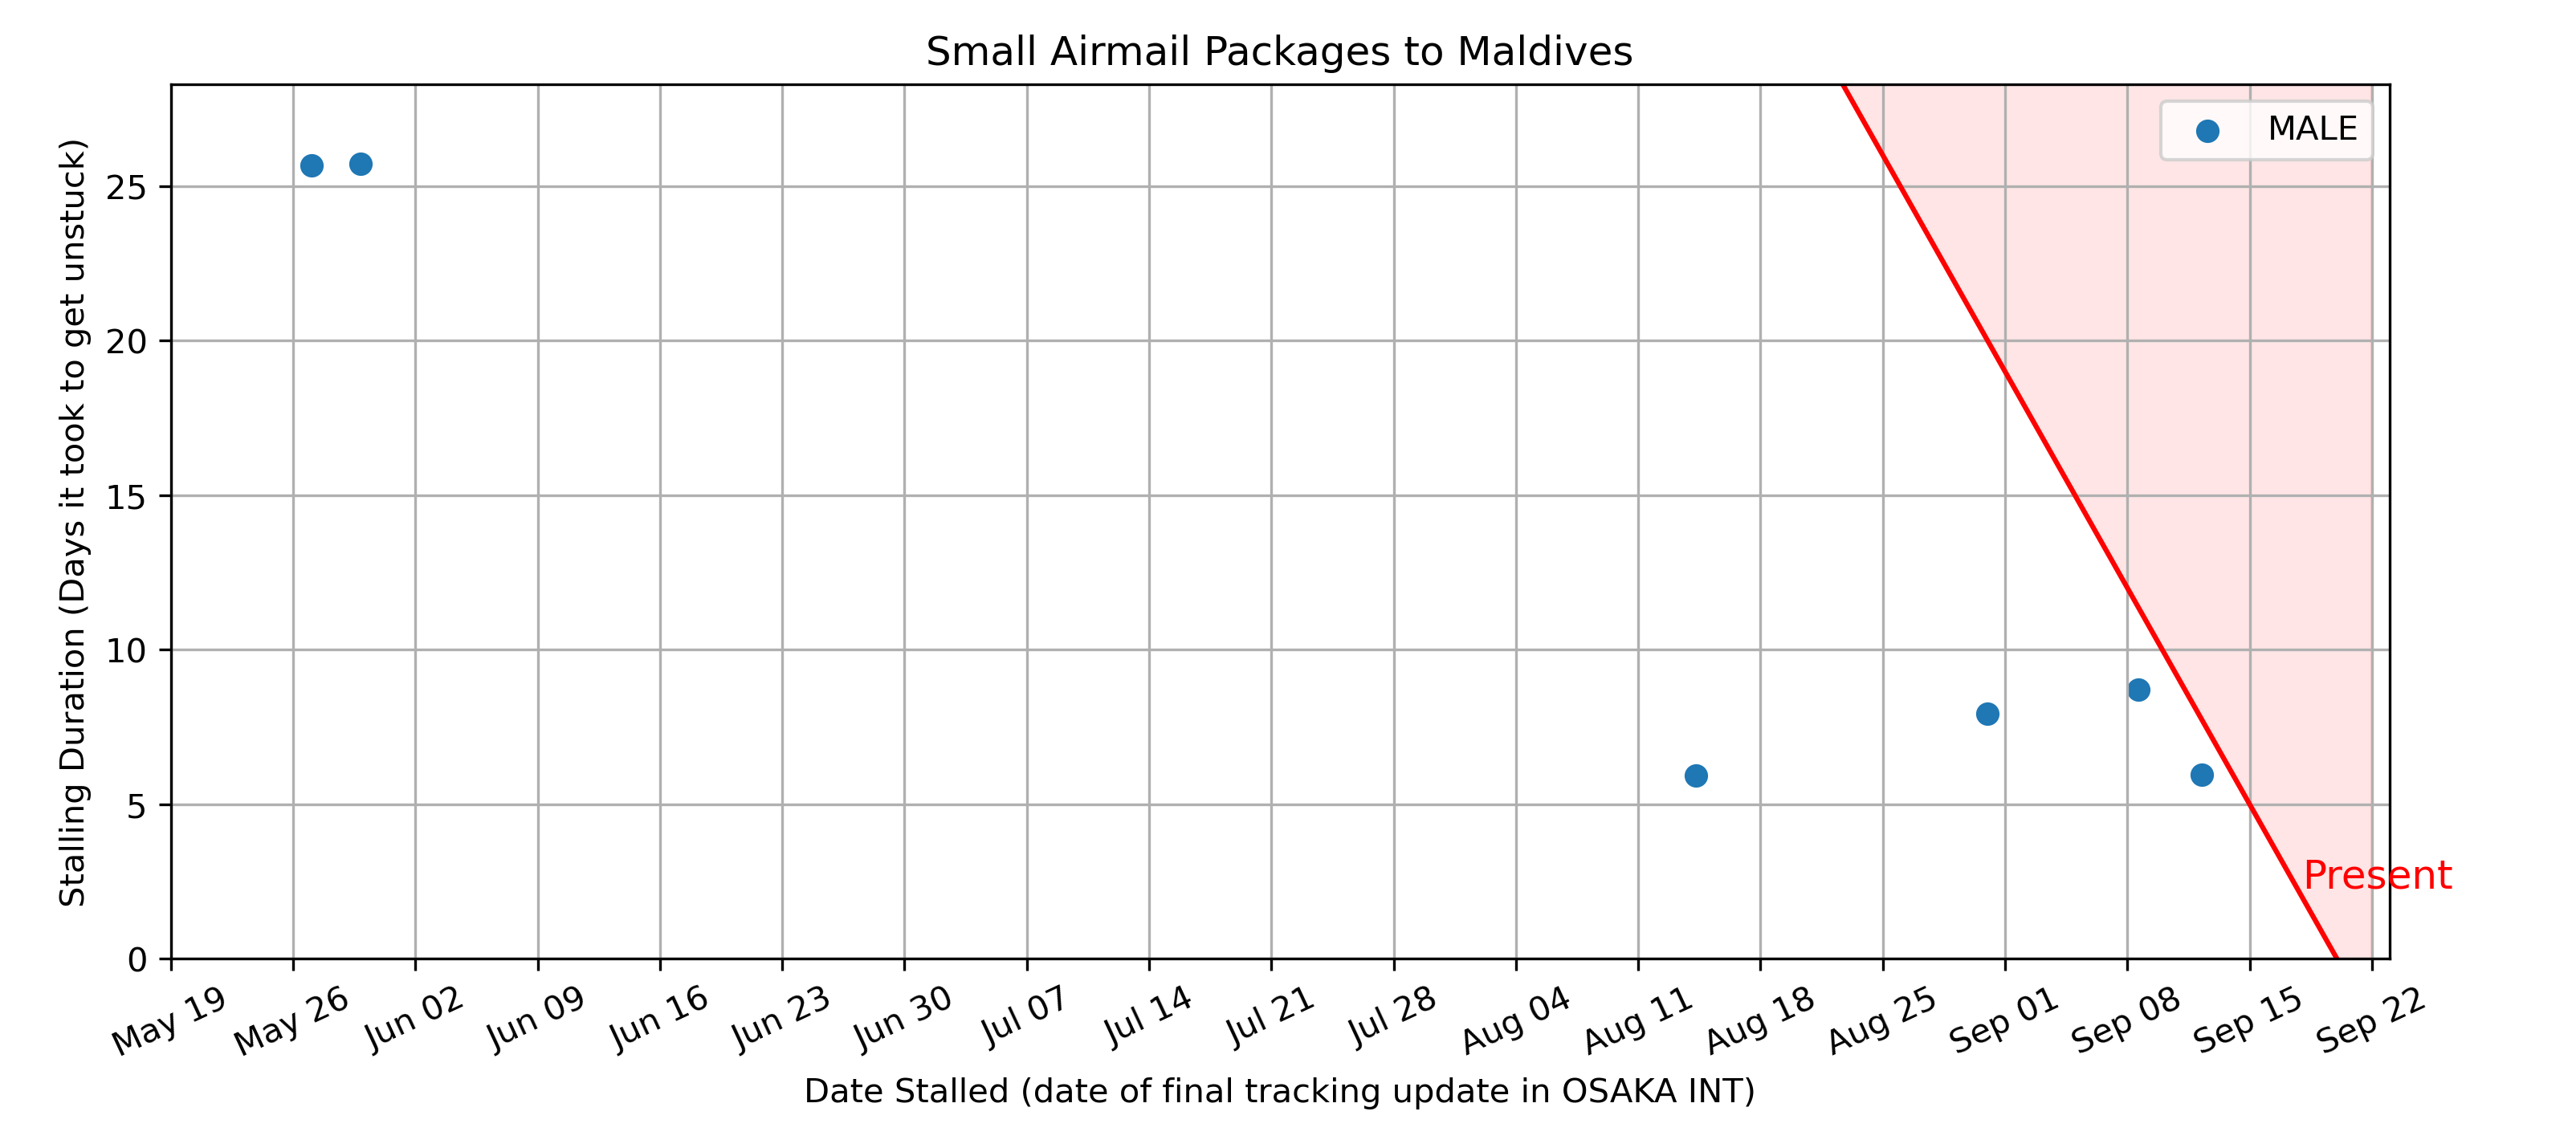 Small Airmail Packages to Maldives
MALE
Stalling Duration (Days it took to get unstuck)
25
20
15
10
5
0
Present
May 19
May 26
Jun 02
Jun 09
Jun 16
Jun 23
Jun 30
Jul 07
Jul 14
Jul 21
Jul 28
Aug 04
Aug 11
Aug 18
Aug 25
Sep 01
Sep 08
Sep 15
Sep 22
Date Stalled (date of final tracking update in OSAKA INT)